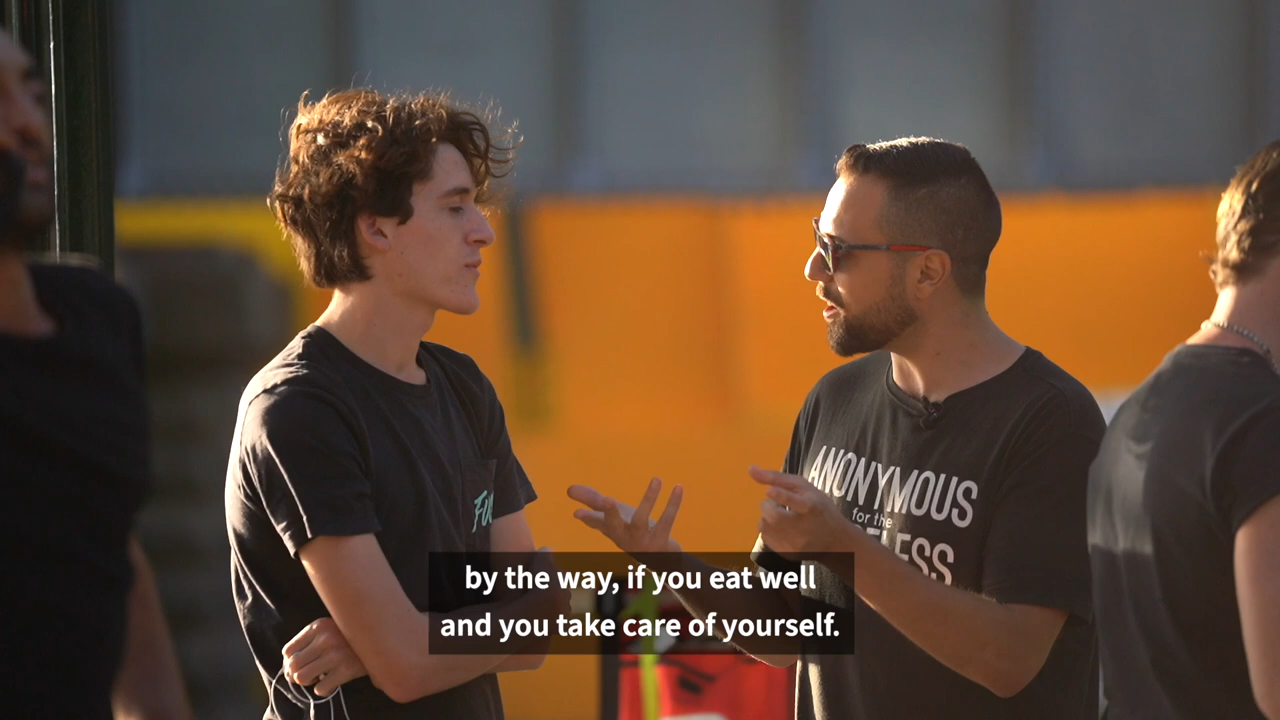 ANONYMOUS
for the
by the way, if you eat well
and you take care of yourself.